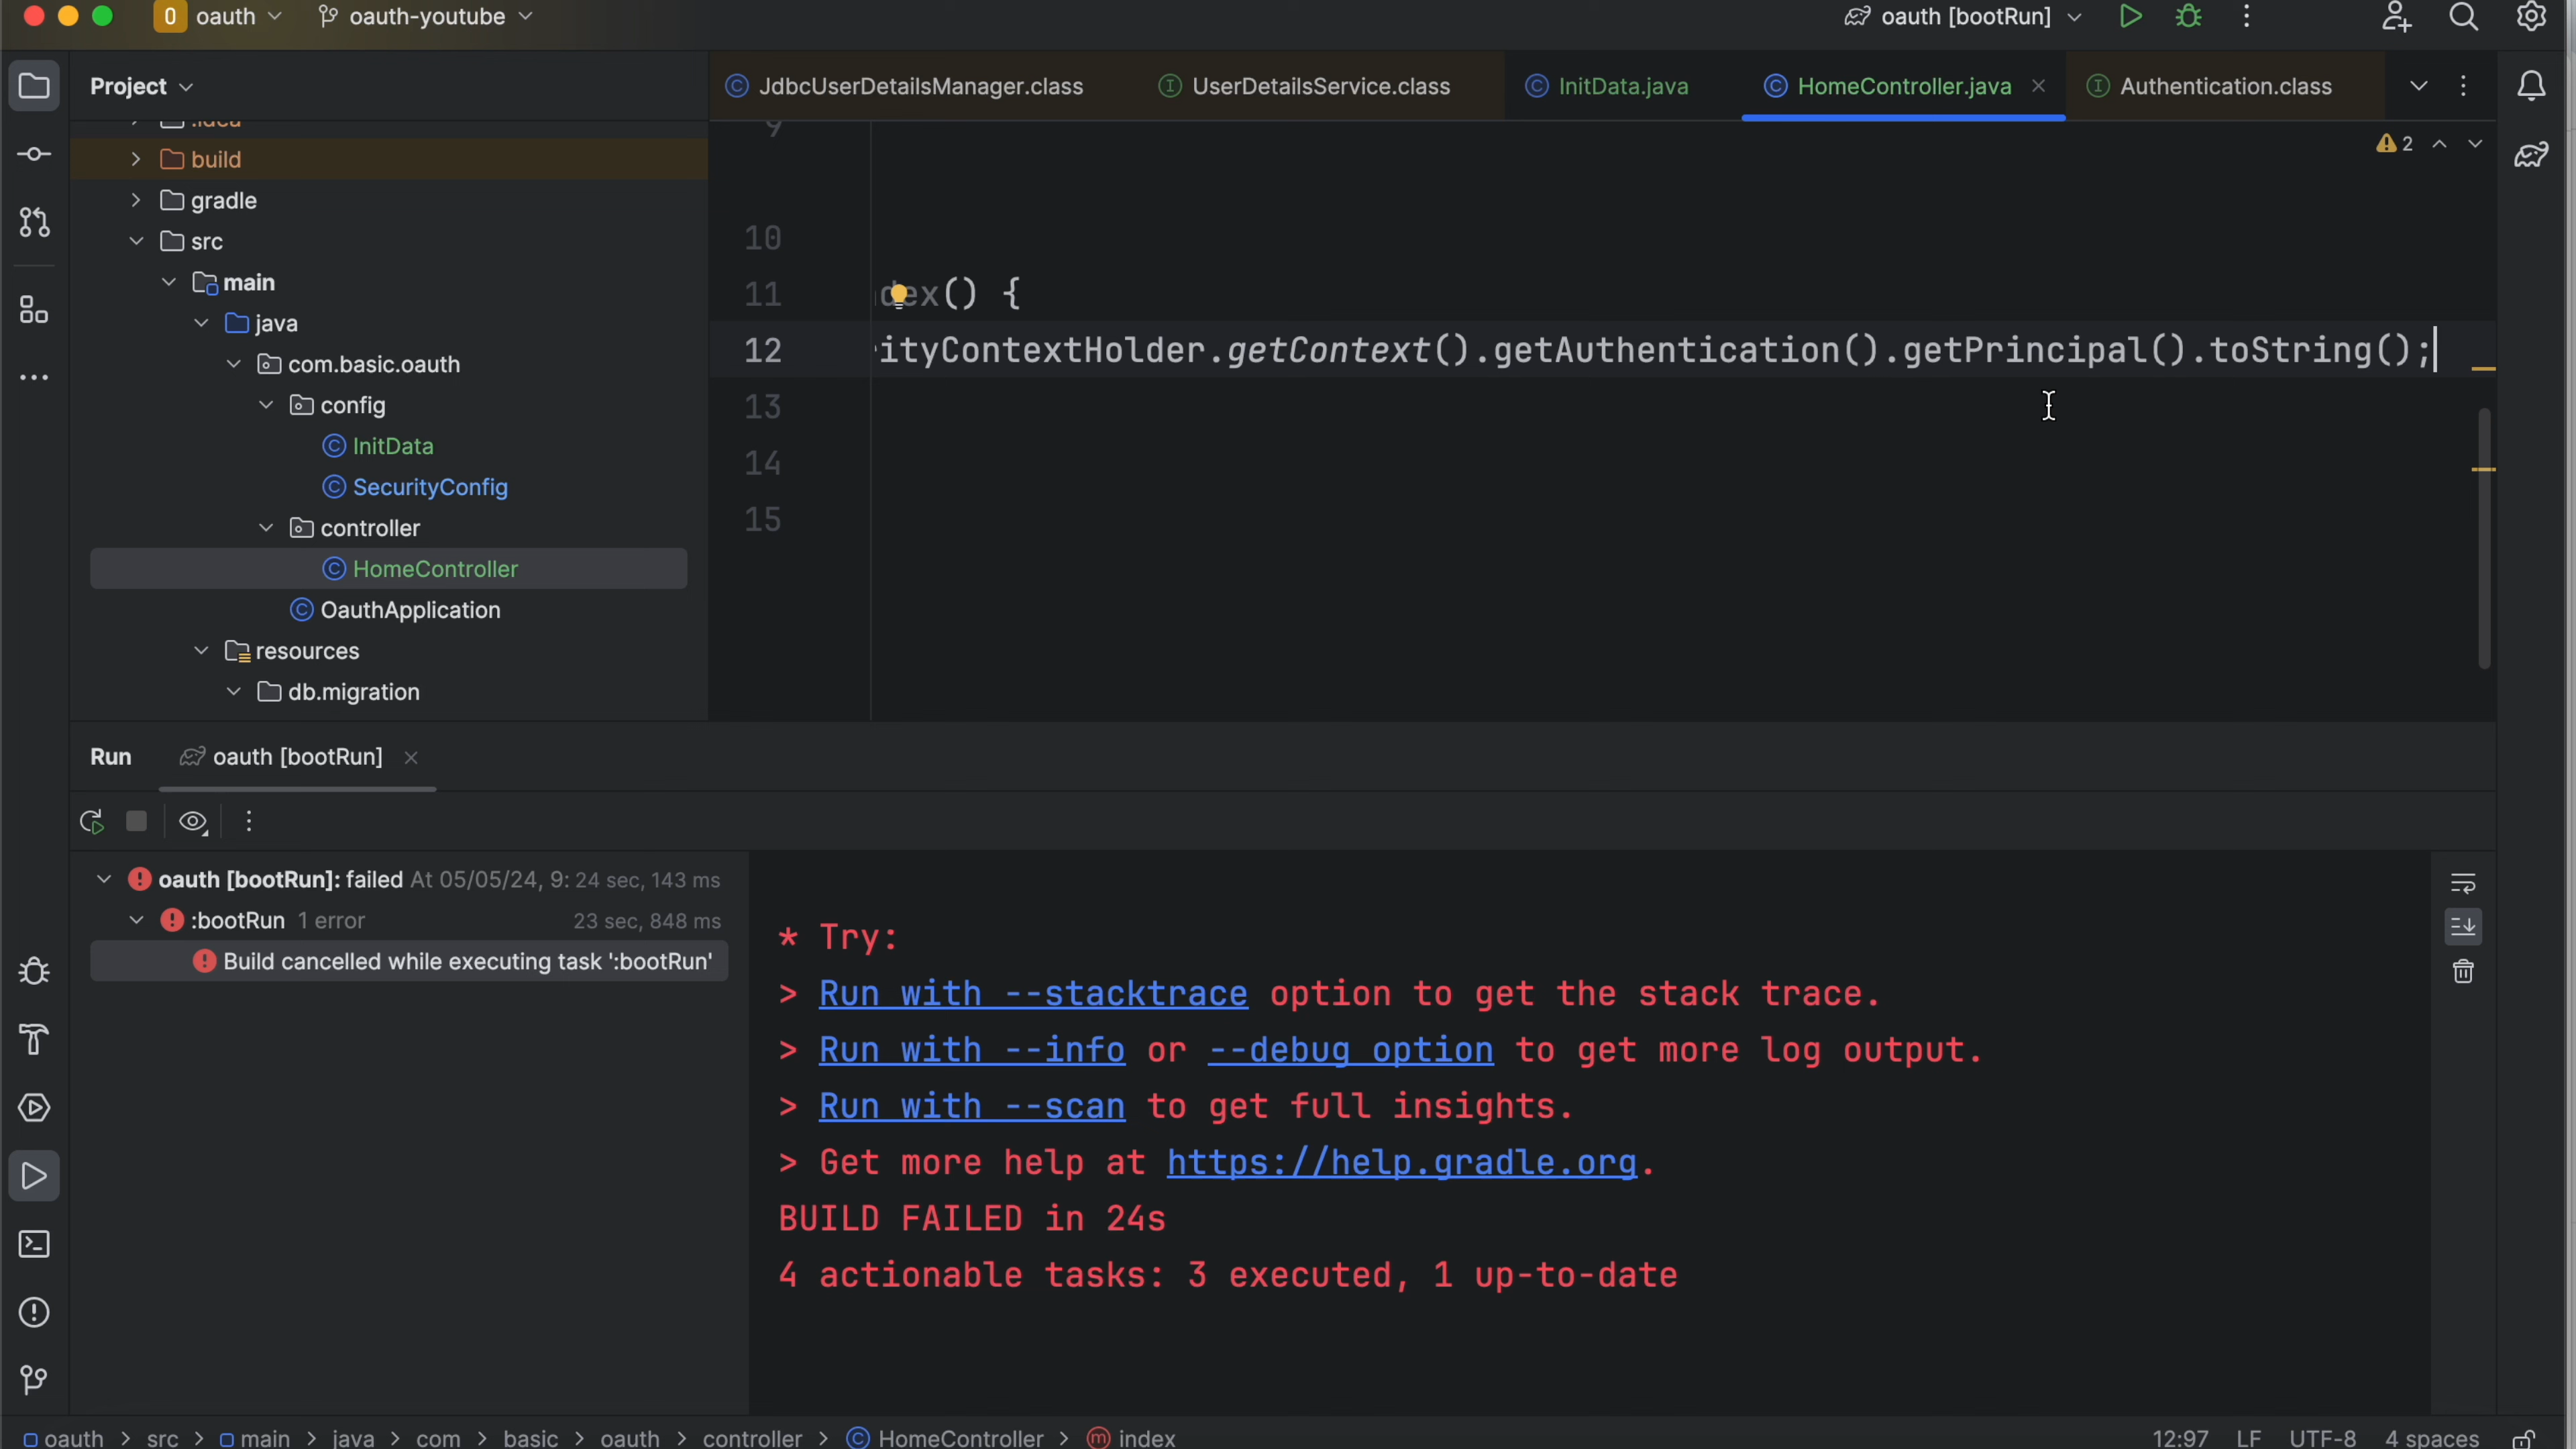 O oauth oauth-youtube oauth [bootRun]
Project JdbcUserDetailsManager.class UserDetailsService.class InitData.java HomeController.java Authentication.class
.idea
build
gradle
src
main
java
com.basic.oauth
config
InitData
SecurityConfig
controller
HomeController
OauthApplication
resources
db.migration
2
9
10
11 dex() {
12 ityContextHolder.getContext().getAuthentication().getPrincipal().toString();
13
14
15
Run oauth [bootRun]
oauth [bootRun]: failed At 05/05/24, 9: 24 sec, 143 ms
:bootRun 1 error 23 sec, 848 ms
Build cancelled while executing task ':bootRun'
* Try:
> Run with --stacktrace option to get the stack trace.
> Run with --info or --debug option to get more log output.
> Run with --scan to get full insights.
> Get more help at https://help.gradle.org.
BUILD FAILED in 24s
4 actionable tasks: 3 executed, 1 up-to-date
oauth > src > main > java > com > basic > oauth > controller > HomeController > index 12:97 LF UTF-8 4 spaces